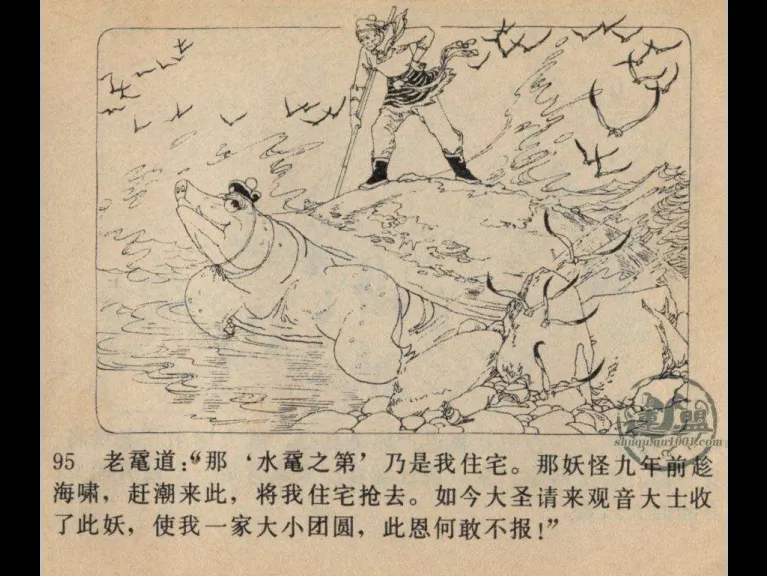 shuqu.net1001.com
95 老鼋道：“那‘水鼋之第’乃是我住宅。那妖怪九年前趁
海啸，赶潮来此，将我住宅抢去。如今大圣请来观音大士收
了此妖，使我一家大小团圆，此恩何敢不报！”